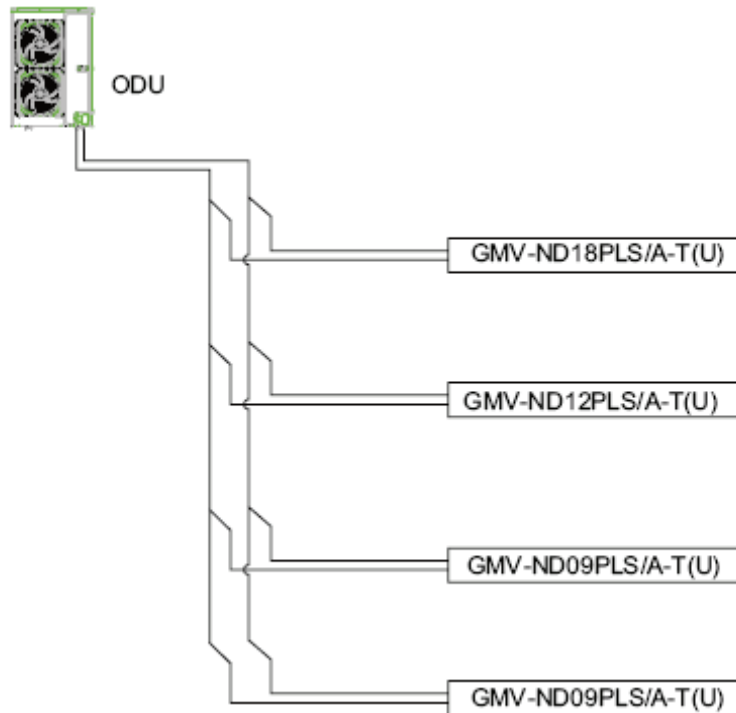 ODU
GMV-ND18PLS/A-T(U)
GMV-ND12PLS/A-T(U)
GMV-ND09PLS/A-T(U)
GMV-ND09PLS/A-T(U)